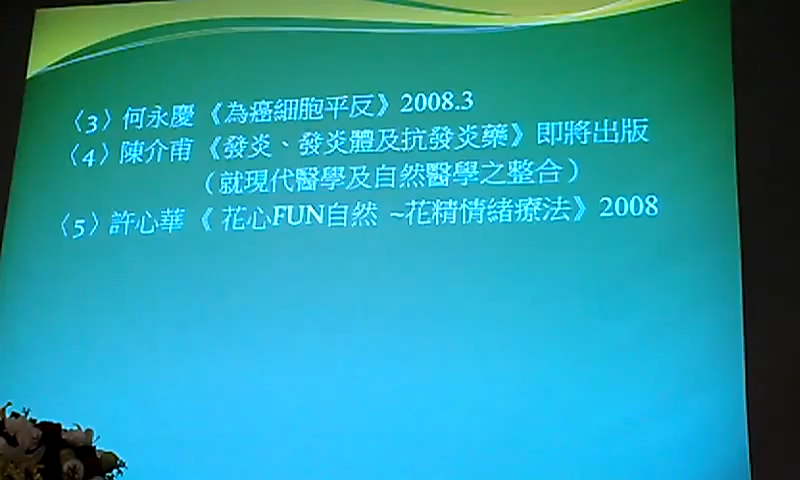 〈3〉何永慶《為癌細胞平反》2008.3
〈4〉陳介甫《發炎、發炎體及抗發炎藥》即將出版
（就現代醫學及自然醫學之整合）
〈5〉許心華《花心FUN自然 ~花精情緒療法》2008